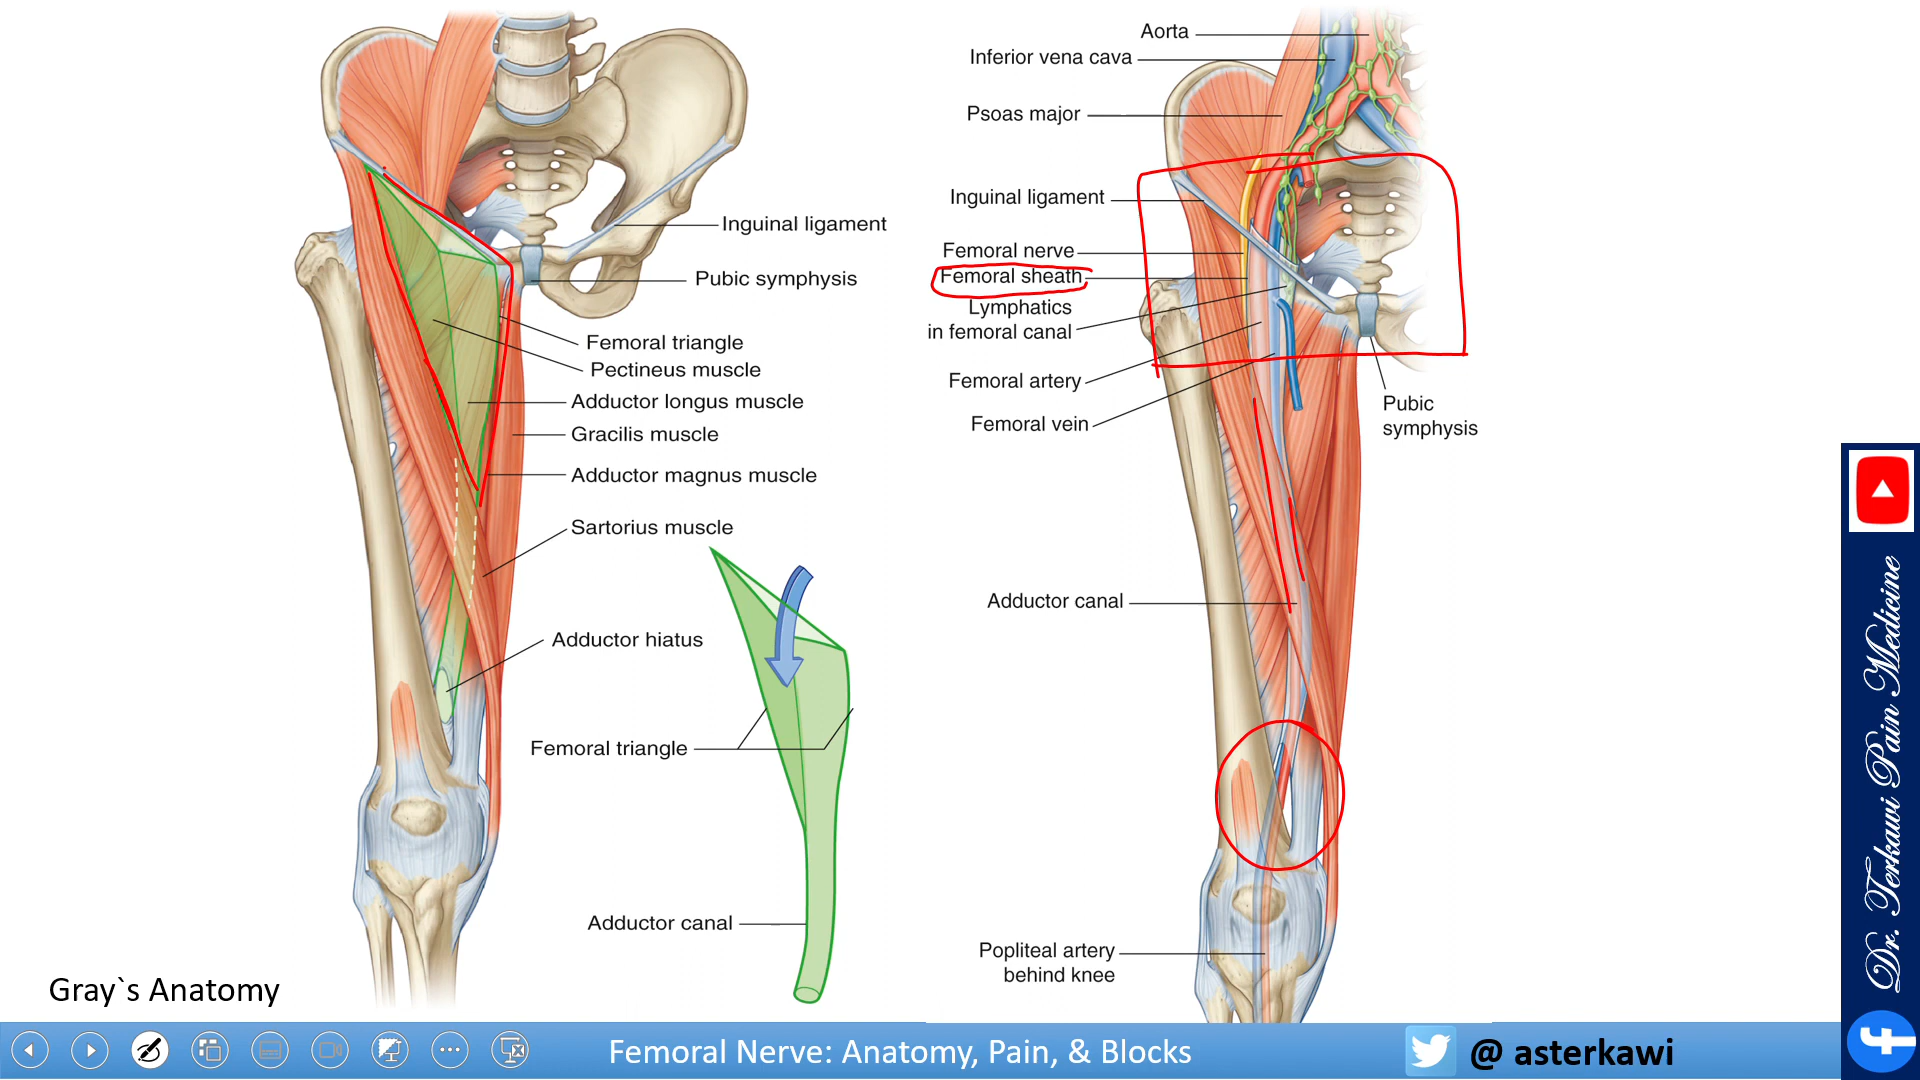 Inguinal ligament
Pubic symphysis
Femoral triangle
Pectineus muscle
Adductor longus muscle
Gracilis muscle
Adductor magnus muscle
Sartorius muscle
Adductor hiatus
Femoral triangle
Adductor canal
Gray`s Anatomy
Aorta
Inferior vena cava
Psoas major
Inguinal ligament
Femoral nerve
Femoral sheath
Lymphatics
in femoral canal
Femoral artery
Femoral vein
Pubic
symphysis
Adductor canal
Popliteal artery
behind knee
Dr. Terkawi Pain Medicine
Femoral Nerve: Anatomy, Pain, & Blocks
@ asterkawi